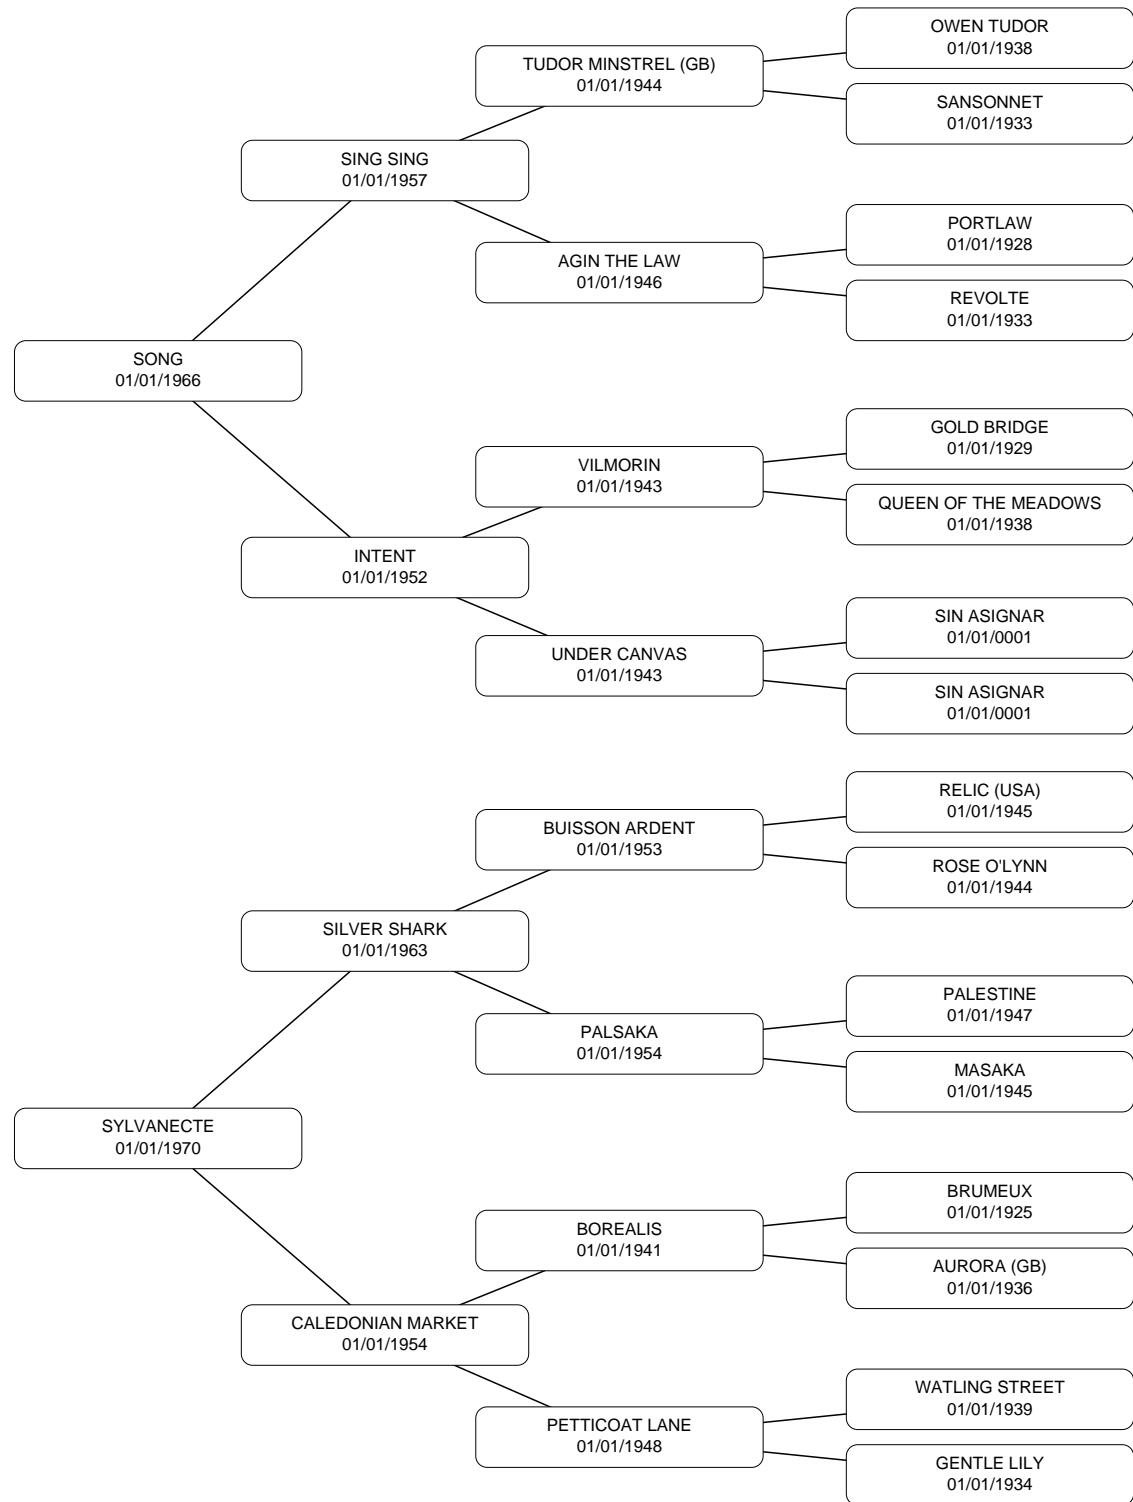 OWEN TUDOR
01/01/1938
TUDOR MINSTREL (GB)
01/01/1944
SANSONNET
01/01/1933
SING SING
01/01/1957
PORTLAW
01/01/1928
AGIN THE LAW
01/01/1946
REVOLTE
01/01/1933
SONG
01/01/1966
GOLD BRIDGE
01/01/1929
VILMORIN
01/01/1943
QUEEN OF THE MEADOWS
01/01/1938
INTENT
01/01/1952
SIN ASIGNAR
01/01/0001
UNDER CANVAS
01/01/1943
SIN ASIGNAR
01/01/0001
RELIC (USA)
01/01/1945
BUISSON ARDENT
01/01/1953
ROSE O'LYNN
01/01/1944
SILVER SHARK
01/01/1963
PALESTINE
01/01/1947
PALSAKA
01/01/1954
MASAKA
01/01/1945
SYLVANECTE
01/01/1970
BRUMEUX
01/01/1925
BOREALIS
01/01/1941
AURORA (GB)
01/01/1936
CALEDONIAN MARKET
01/01/1954
WATLING STREET
01/01/1939
PETTICOAT LANE
01/01/1948
GENTLE LILY
01/01/1934